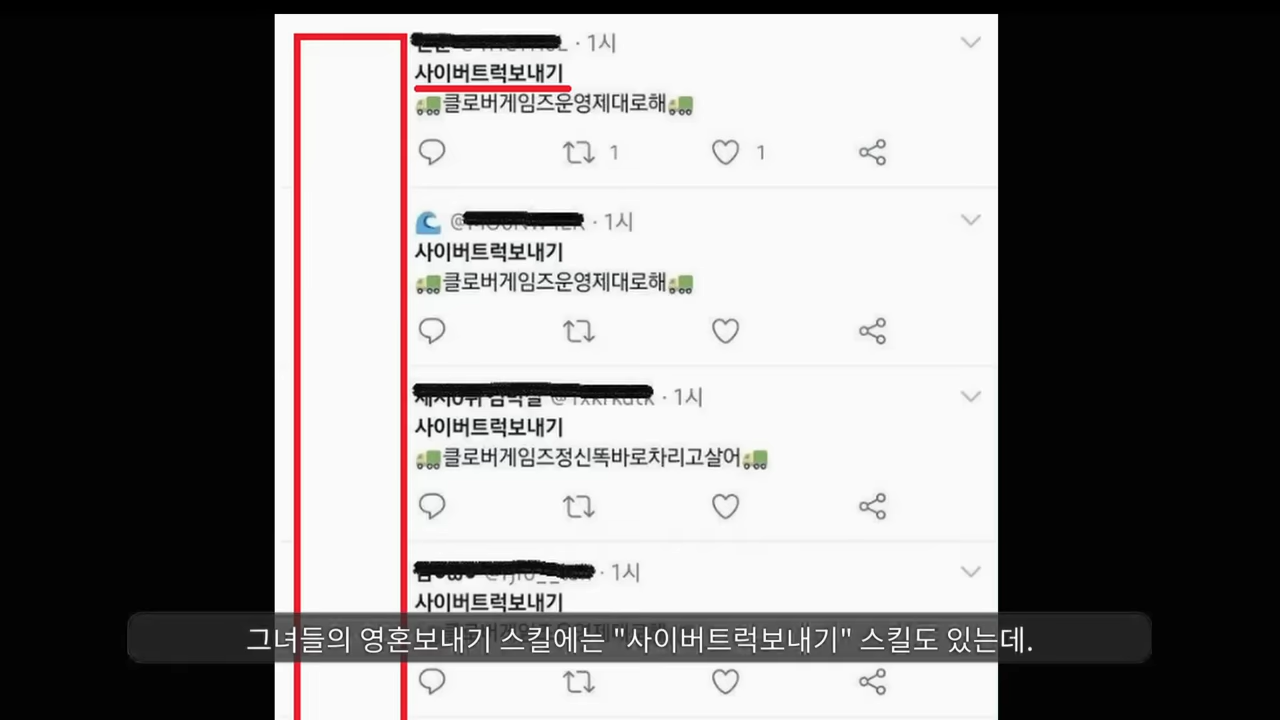 · 1시
사이버트럭보내기
🚛클로버게임즈운영제대로해🚛
1 1
🌊 @ · 1시
사이버트럭보내기
🚛클로버게임즈운영제대로해🚛
· 1시
사이버트럭보내기
🚛클로버게임즈정신똑바로차리고살어🚛
· 1시
사이버트럭보내기
그녀들의 영혼보내기 스킬에는 "사이버트럭보내기" 스킬도 있는데.